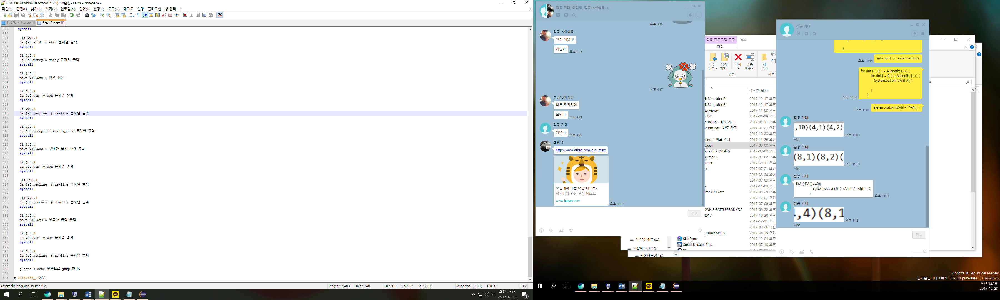 C:₩Users₩tkddn₩Desktop₩프로젝트₩완성-3.asm - Notepad++
파일(F) 편집(E) 찾기(S) 보기(V) 인코딩(N) 언어(L) 설정(T) 도구(O) 매크로 실행 플러그인 창 관리 ?
X
최소값소스.asm 완성-3.asm
292 syscall
293
294 li $v0,4
295 la $a0,str4 # str4 문자열 출력
296 syscall
297
298 li $v0,4
299 la $a0,money # money 문자열 출력
300 syscall
301
302 li $v0,1
303 move $a0,$t0 # 받은 용돈
304 syscall
305
306 li $v0,4
307 la $a0,won # won 문자열 출력
308 syscall
309
310 li $v0,4
311 la $a0,newline # newline 문자열 출력
312 syscall
313
314 li $v0,4
315 la $a0,itemprice # itemprice 문자열 출력
316 syscall
317
318 li $v0,1
319 move $a0,$a2 # 구매한 물건 가격 총합
320 syscall
321
322 li $v0,4
323 la $a0,won # won 문자열 출력
324 syscall
325
326 li $v0,4
327 la $a0,newline # newline 문자열 출력
328 syscall
329
330 li $v0,4
331 la $a0,nomoney # nomoney 문자열 출력
332 syscall
333
334 li $v0,1
335 move $a0,$t3 # 부족한 금액 출력
336 syscall
337
338 li $v0,4
339 la $a0,won # won 문자열 출력
340 syscall
341
342 li $v0,4
343 la $a0,newline # newline 문자열 출력
344 syscall
345
346 j done # done 부분으로 jump 한다.
347
348 # 20157135_이상우
Assembly language source file length : 7,403 lines : 348 Ln : 311 Col : 37 Sel : 0 | 0 Windows (CR LF) UTF-8 INS
가 오전 12:16
2017-12-23
컴공 기태, 최원영, 컴공15최상용 (4)
오후 4:15
컴공15최상용
인턴 재밌냐
얘들아 오후 4:16
오후 4:17
컴공15최상용
너무 할일없이
보낸다 오후 4:21
컴공 기태
잉여다 오후 4:22
최원영
http://www.kakao.com/grouptest
모임에서 나는 어떤 캐릭터?
싱기방기 완전 분석 테스트
www.kakao.com
오후 11:14
전송
응용 프로그램 도구 app
관리
이동 위치 복사 위치 삭제 이름 바꾸기 새 폴더
구성 새로
수정한 날짜
k Simulator 2 2017-12-17 오후
k Simulator 2 2017-12-17 오후
to Viewer 2017-11-03 오후
r DC 2017-06-28 오후
e10a.iso - 바로 가기 2017-07-11 오후
e Pro.exe - 바로 가기 2017-07-21 오전
2017-10-23 오후
al.exe - 바로 가기 2017-11-26 오후
xygen 2017-09-08 오후
nulator 2 (64-bit) 2017-07-02 오후
nulator 2 2017-07-02 오후
signer 2017-09-11 오후
2017-07-21 오전
2017-08-30 오후
2017-07-03 오후
2017-11-03 오후
itor 2008.exe 2017-08-29 오후
2017-12-01 오후
2017-07-08 오후
OWN'S BATTLEGROUNDS 2017-09-22 오후
2017 2017-10-20 오후
2017-12-11 오후
2017-09-26 오후
2160W Series 2017-06-15 오후
SideSync 2017-12-04 오후
Smart Updater Plus 2017-07-13 오후
시스템 예약 (Z:)
외장하드01 (E:)
외장하드01 (E:)
컴공 기태
}
오후 10:44 int count =scanner.nextInt();
for (int i = 0; i < A.length; i++) {
for (int j = 0; j < A.length; j++) {
System.out.print(A[i] A[j])
}
오후 10:53 }
오후 11:01 System.out.print(A[i]+","+A[j])
컴공 기태
,10)(4,1)(4,2)
오후 11:03
저장
컴공 기태
(8,1)(8,2)(
오후 11:13
저장
컴공 기태
if(A[i]%A[j]==0){
System.out.print("("+A[i]+","+A[j]+")");
}
오후 11:14
컴공 기태
,4)(8,1
오후 11:21
저장
전송
Windows 10 Pro Insider Preview
평가본입니다. Build 17025.rs_prerelease.171020-1626
오전 12:16
2017-12-23